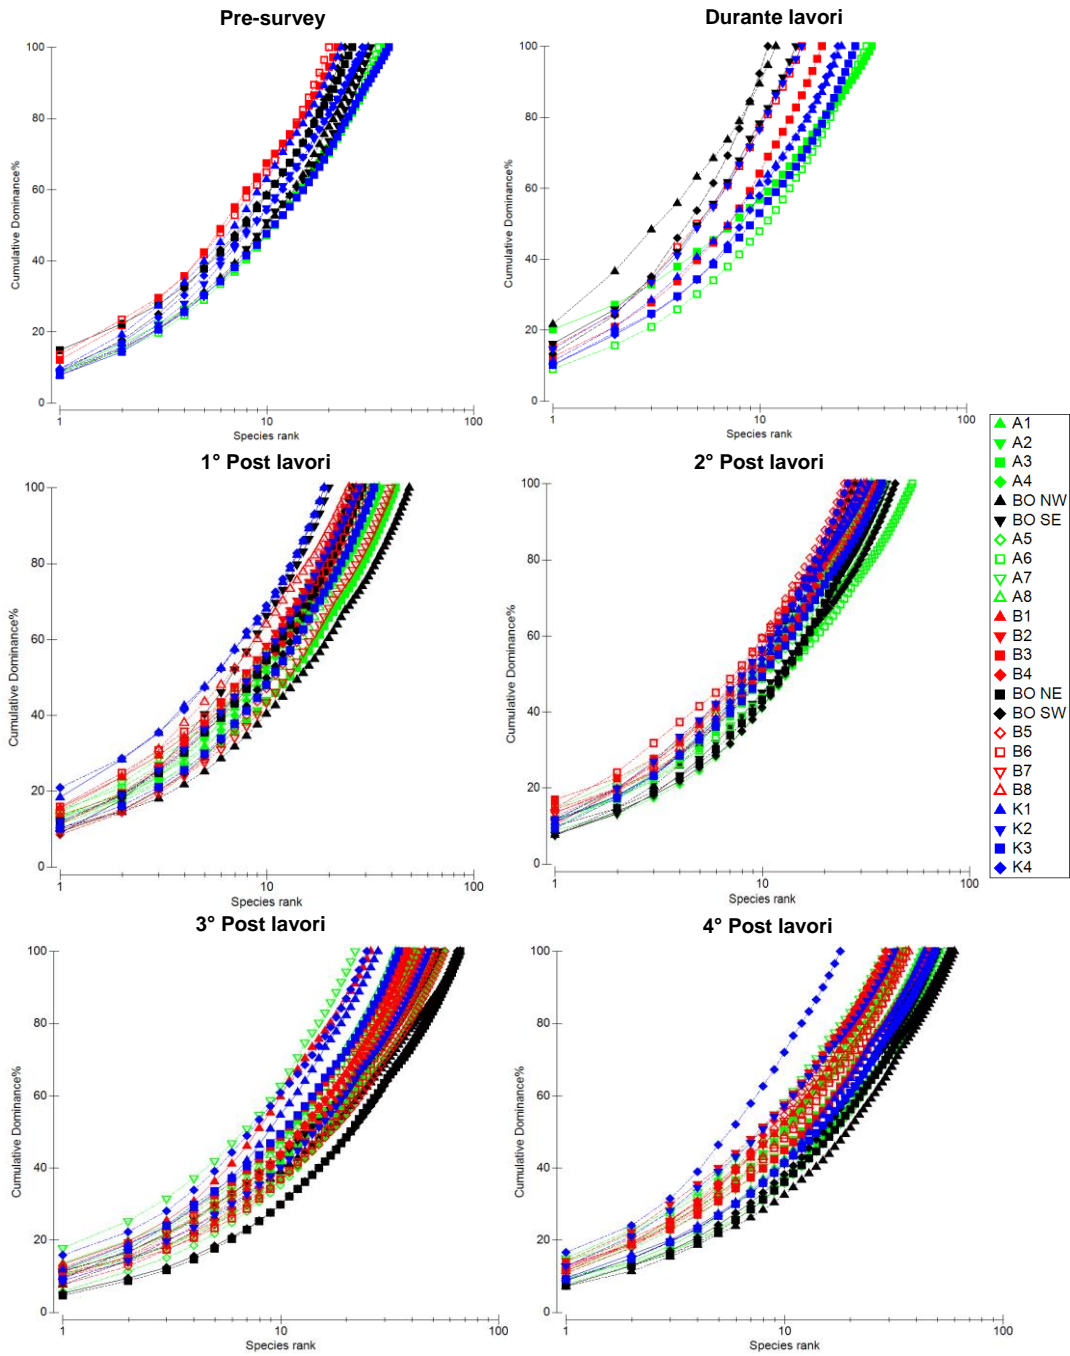 Pre-survey
Durante lavori
100
80
60
40
20
0
Cumulative Dominance%
1
10
100
Species rank
100
80
60
40
20
0
Cumulative Dominance%
1
10
100
Species rank
1° Post lavori
2° Post lavori
100
80
60
40
20
0
Cumulative Dominance%
1
10
100
Species rank
100
80
60
40
20
0
Cumulative Dominance%
1
10
100
Species rank
A1
A2
A3
A4
BO NW
BO SE
A5
A6
A7
A8
B1
B2
B3
B4
BO NE
BO SW
B5
B6
B7
B8
K1
K2
K3
K4
3° Post lavori
4° Post lavori
100
80
60
40
20
0
Cumulative Dominance%
1
10
100
Species rank
100
80
60
40
20
0
Cumulative Dominance%
1
10
100
Species rank